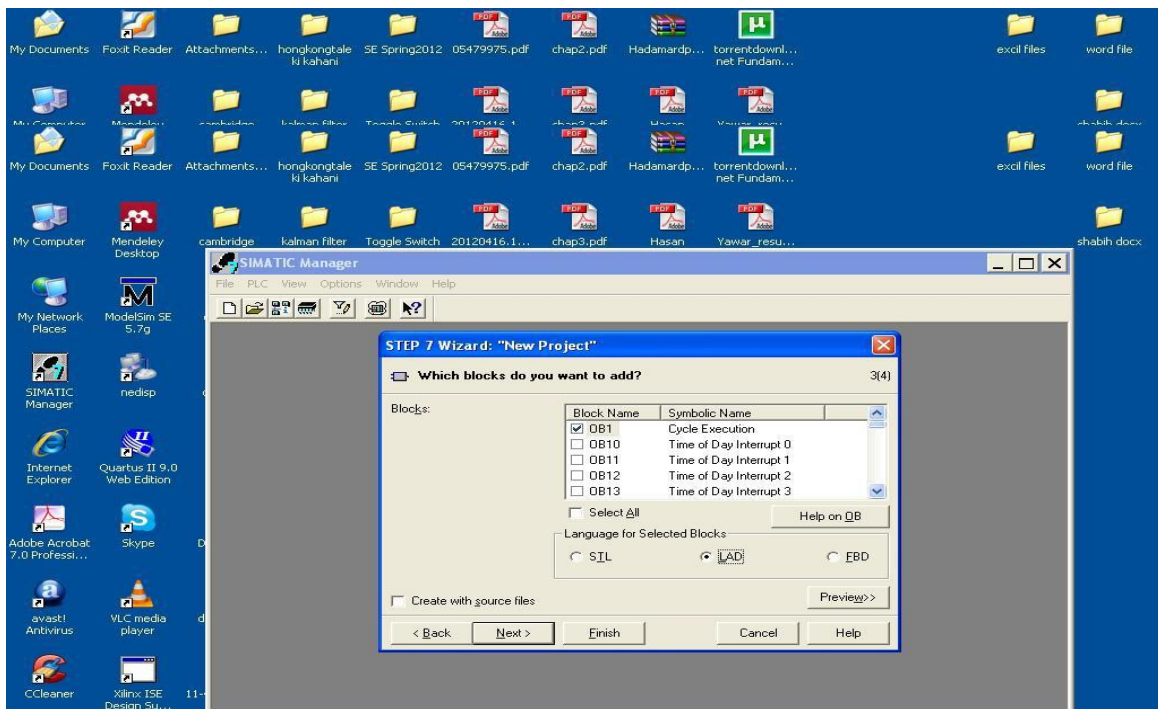 My Documents Foxit Reader Attachments... hongkongtale SE Spring2012 05479975.pdf chap2.pdf Hadamardp... torrentdownl... excil files word file
ki kahani net Fundam...
My Documents Foxit Reader Attachments... hongkongtale SE Spring2012 05479975.pdf chap2.pdf Hadamardp... torrentdownl... excil files word file
ki kahani net Fundam...
My Computer Mendeley cambridge kalman filter Toggle Switch 20120416.1... chap3.pdf Hasan Yawar_resu... shabih docx
Desktop
SIMATIC Manager
File PLC View Options Window Help
My Network ModelSim SE
Places 5.7g
STEP 7 Wizard: "New Project"
Which blocks do you want to add? 3(4)
SIMATIC nedisp
Manager
Blocks:
Block Name Symbolic Name
OB1 Cycle Execution
OB10 Time of Day Interrupt 0
OB11 Time of Day Interrupt 1
OB12 Time of Day Interrupt 2
OB13 Time of Day Interrupt 3
Internet Quartus II 9.0
Explorer Web Edition
Select All Help on OB
Language for Selected Blocks
STL LAD FBD
Adobe Acrobat Skype
7.0 Professi...
Create with source files Preview>>
avast! VLC media
Antivirus player
< Back Next > Finish Cancel Help
CCleaner Xilinx ISE
Design Su...